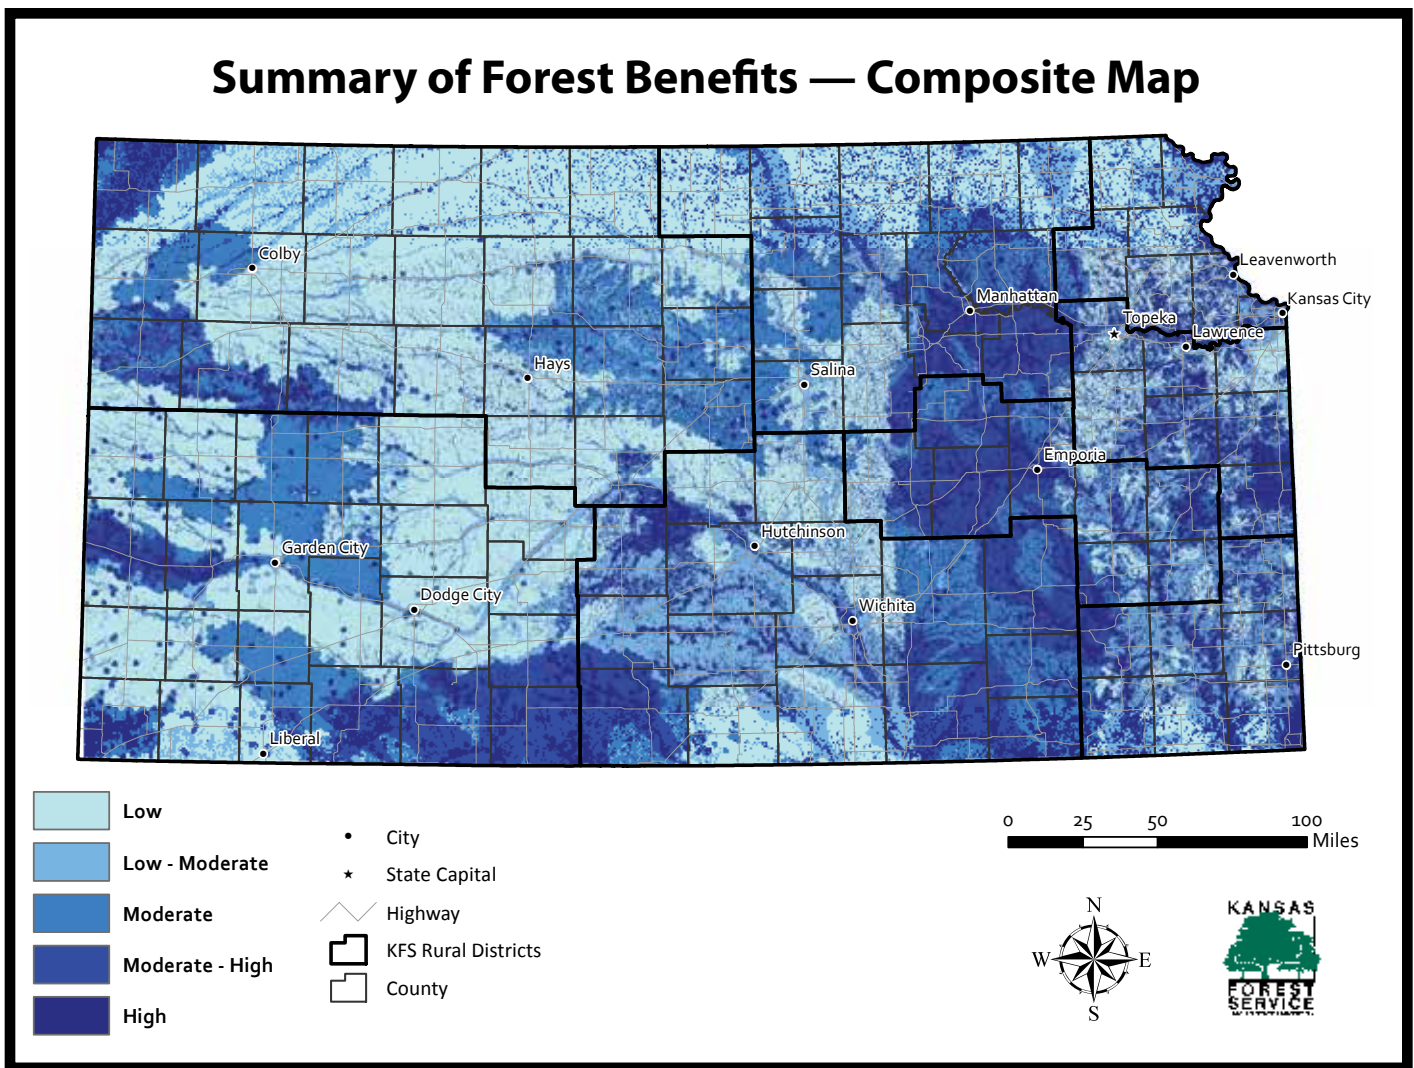 Summary of Forest Benefits — Composite Map
Colby
Leavenworth
Manhattan
Kansas City
Topeka
Lawrence
Hays
Salina
Emporia
Hutchinson
Garden City
Dodge City
Wichita
Pittsburg
Liberal
Low
Low - Moderate
Moderate
Moderate - High
High
City
State Capital
Highway
KFS Rural Districts
County
0 25 50 100
Miles
N
W E
S
KANSAS
FOREST
SERVICE